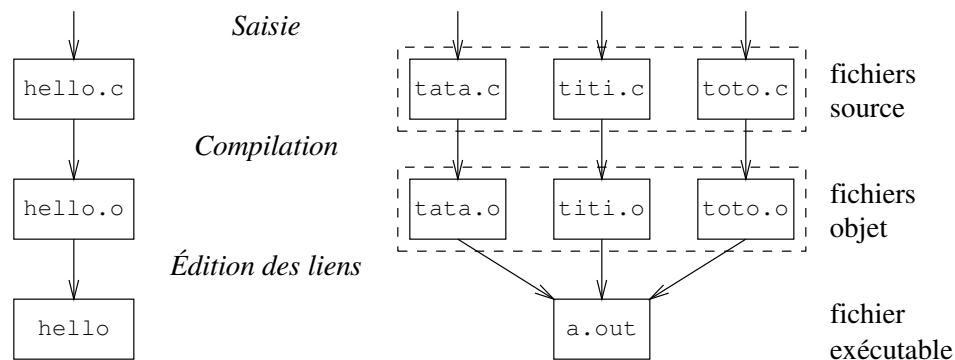 Saisie
hello.c
tata.c
titi.c
toto.c
fichiers
source
Compilation
hello.o
tata.o
titi.o
toto.o
fichiers
objet
Édition des liens
hello
a.out
fichier
exécutable